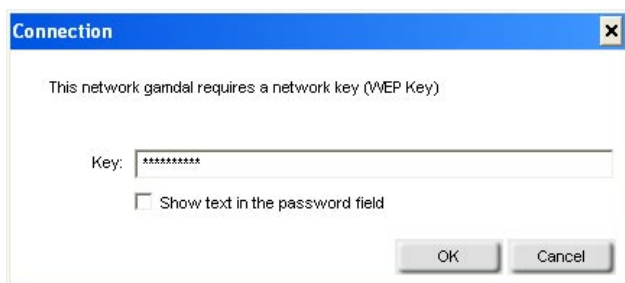 Connection
This network gamdal requires a network key (WEP Key)
Key: **********
Show text in the password field
OK Cancel